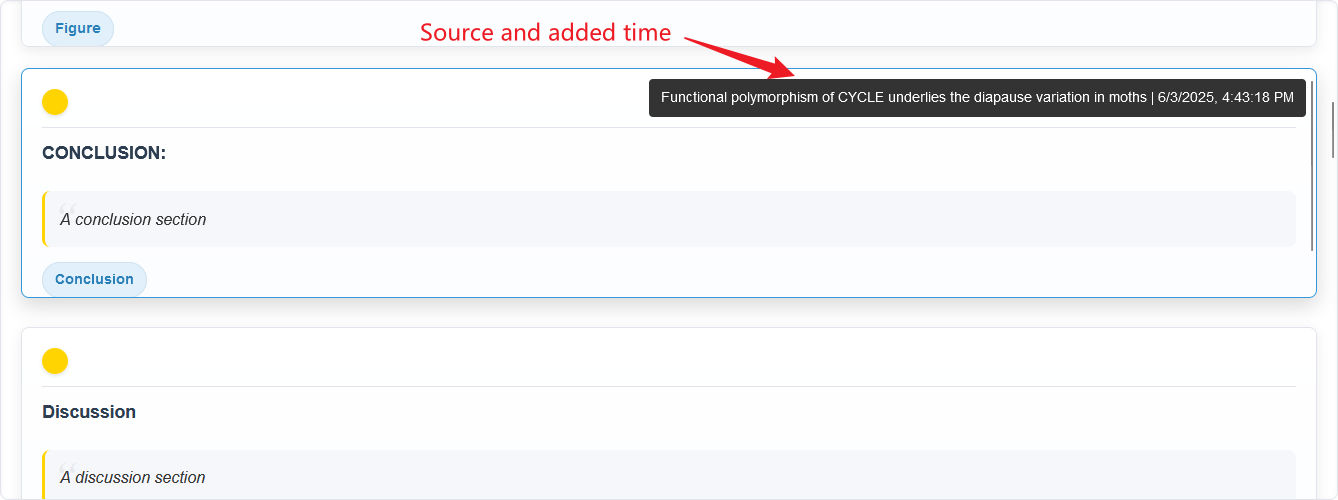 Figure
Source and added time
Functional polymorphism of CYCLE underlies the diapause variation in moths | 6/3/2025, 4:43:18 PM
CONCLUSION:
“
A conclusion section
Conclusion
Discussion
“
A discussion section